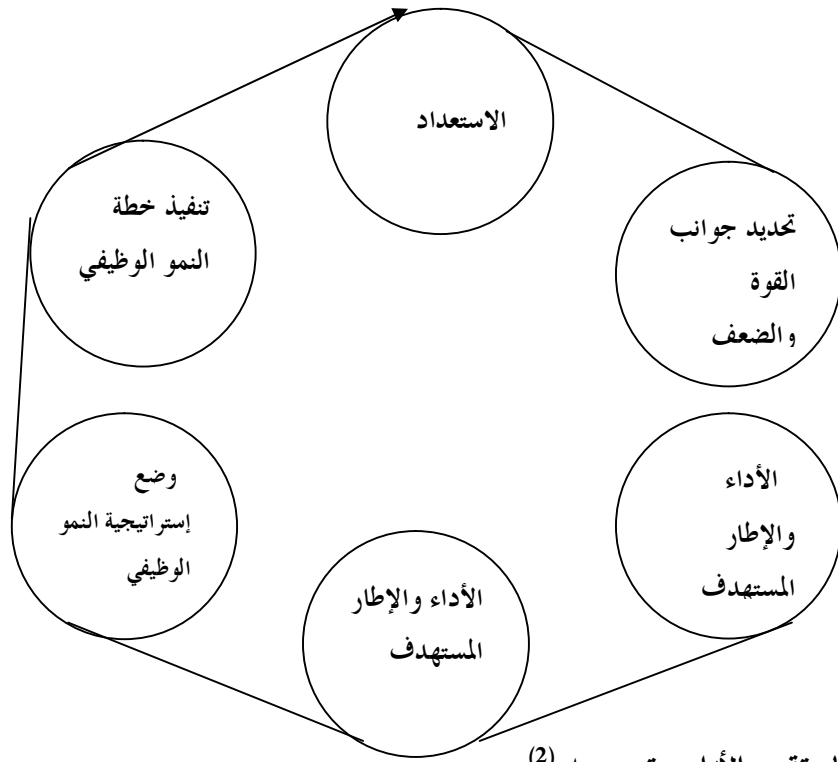 الاستعداد
تحديد جوانب
القوة
والضعف
الأداء
والإطار
المستهدف
الأداء والإطار
المستهدف
وضع
إستراتيجية النمو
الوظيفي
تنفيذ خطة
النمو الوظيفي
(2)